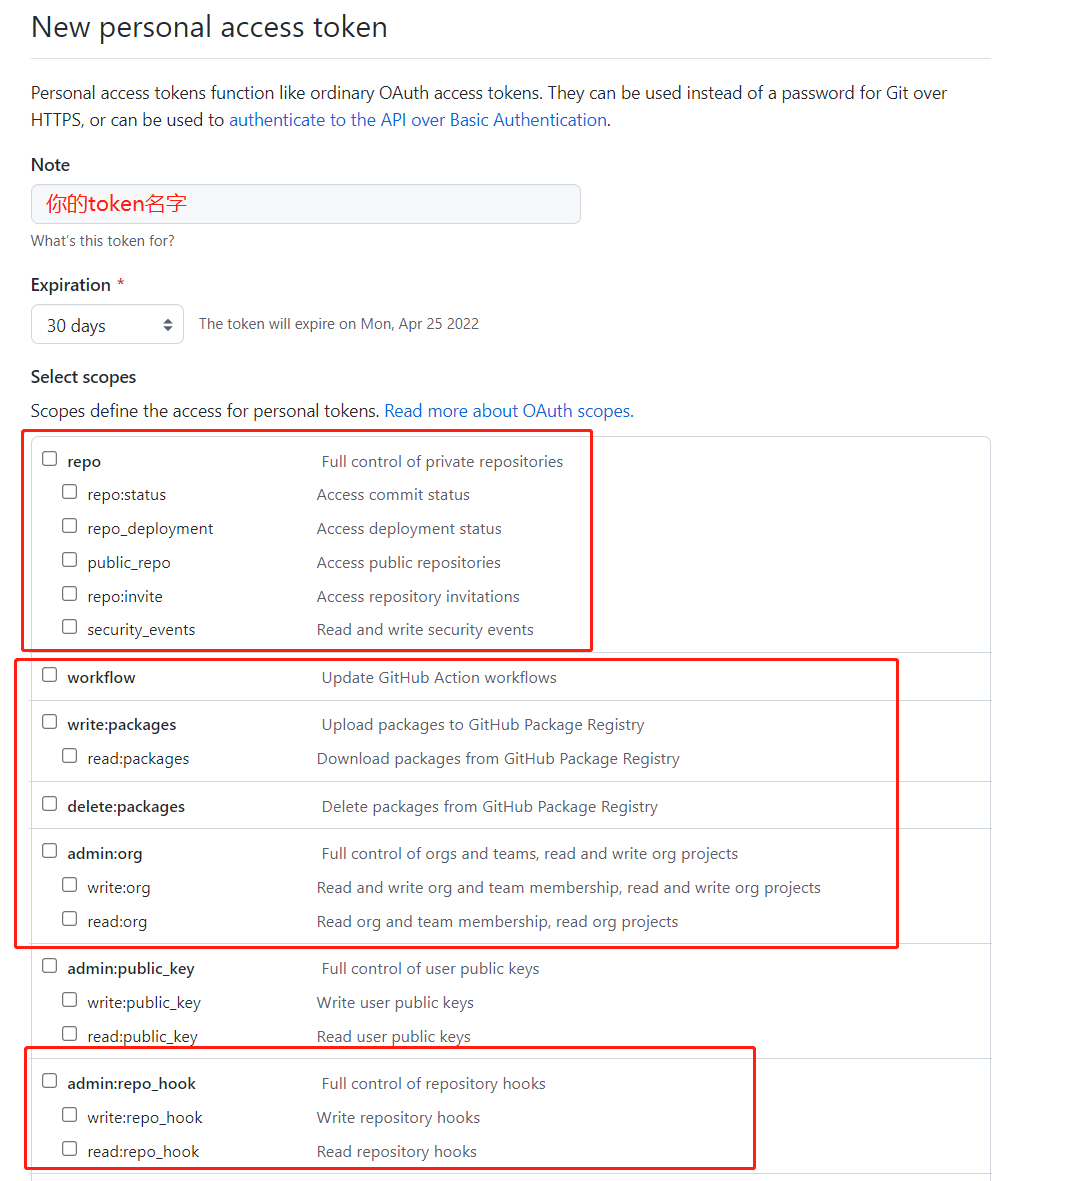 New personal access token
Personal access tokens function like ordinary OAuth access tokens. They can be used instead of a password for Git over
HTTPS, or can be used to authenticate to the API over Basic Authentication.
Note
你的token名字
What's this token for?
Expiration *
30 days The token will expire on Mon, Apr 25 2022
Select scopes
Scopes define the access for personal tokens. Read more about OAuth scopes.
repo Full control of private repositories
repo:status Access commit status
repo_deployment Access deployment status
public_repo Access public repositories
repo:invite Access repository invitations
security_events Read and write security events
workflow Update GitHub Action workflows
write:packages Upload packages to GitHub Package Registry
read:packages Download packages from GitHub Package Registry
delete:packages Delete packages from GitHub Package Registry
admin:org Full control of orgs and teams, read and write org projects
write:org Read and write org and team membership, read and write org projects
read:org Read org and team membership, read org projects
admin:public_key Full control of user public keys
write:public_key Write user public keys
read:public_key Read user public keys
admin:repo_hook Full control of repository hooks
write:repo_hook Write repository hooks
read:repo_hook Read repository hooks